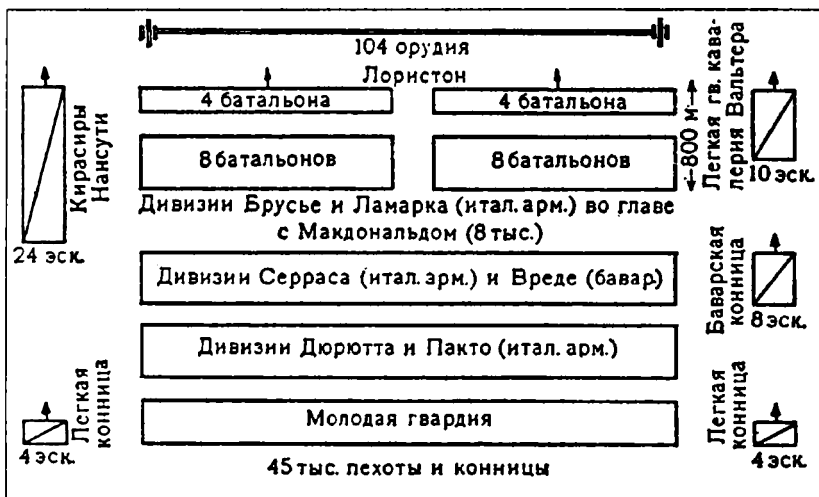 104 орудия
Лористон
4 батальона
4 батальона
8 батальонов
8 батальонов
800 м
Дивизии Брусье и Ламарка (итал. арм.) во главе
с Макдональдом (8 тыс.)
Дивизии Серраса (итал. арм.) и Вреде (бавар.)
Дивизии Дюрютта и Пакто (итал. арм.)
Молодая гвардия
45 тыс. пехоты и конницы
Кирасиры
Нансути
24 эск.
Легкая
конница
4 эск.
Легкая гв. кава-
лерия Вальтера
10 эск.
Баварская
конница
8 эск.
Легкая
конница
4 эск.